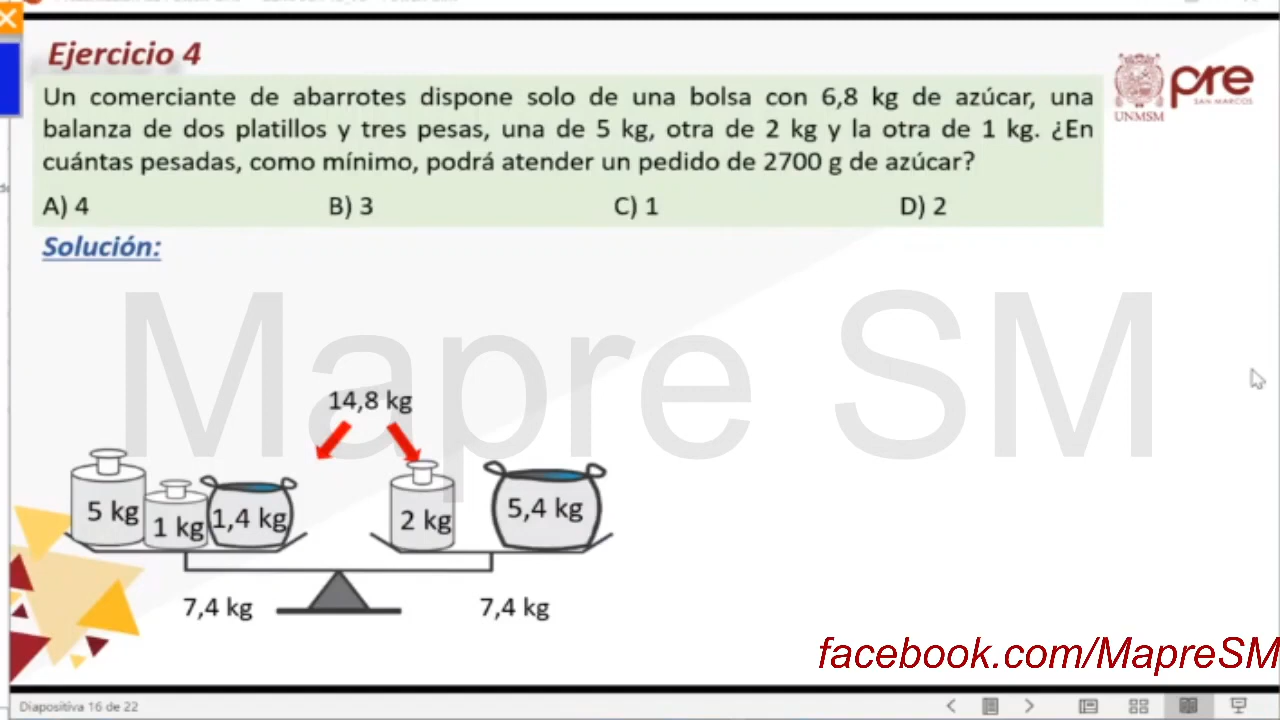 Ejercicio 4
Un comerciante de abarrotes dispone solo de una bolsa con 6,8 kg de azúcar, una
balanza de dos platillos y tres pesas, una de 5 kg, otra de 2 kg y la otra de 1 kg. ¿En
cuántas pesadas, como mínimo, podrá atender un pedido de 2700 g de azúcar?
A) 4 B) 3 C) 1 D) 2
pre
SAN MARCOS
UNMSM
Solución:
Mapre SM
14,8 kg
5 kg 1 kg 1,4 kg 2 kg 5,4 kg
7,4 kg 7,4 kg
facebook.com/MapreSM
Diapositiva 16 de 22